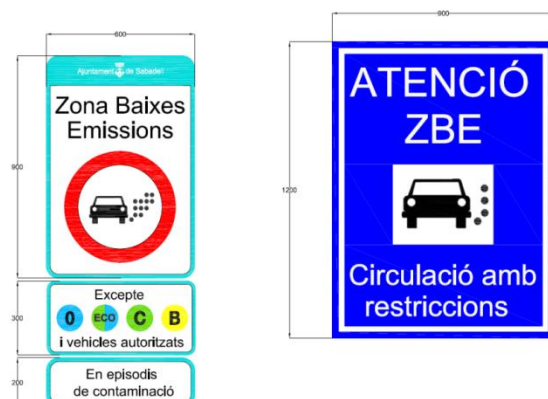 600
Ajuntament de Sabadell
900
Zona Baixes
Emissions
300
Excepte
0 ECO C B
i vehicles autoritzats
200
En episodis
de contaminació
800
1200
ATENCIÓ
ZBE
Circulació amb
restriccions